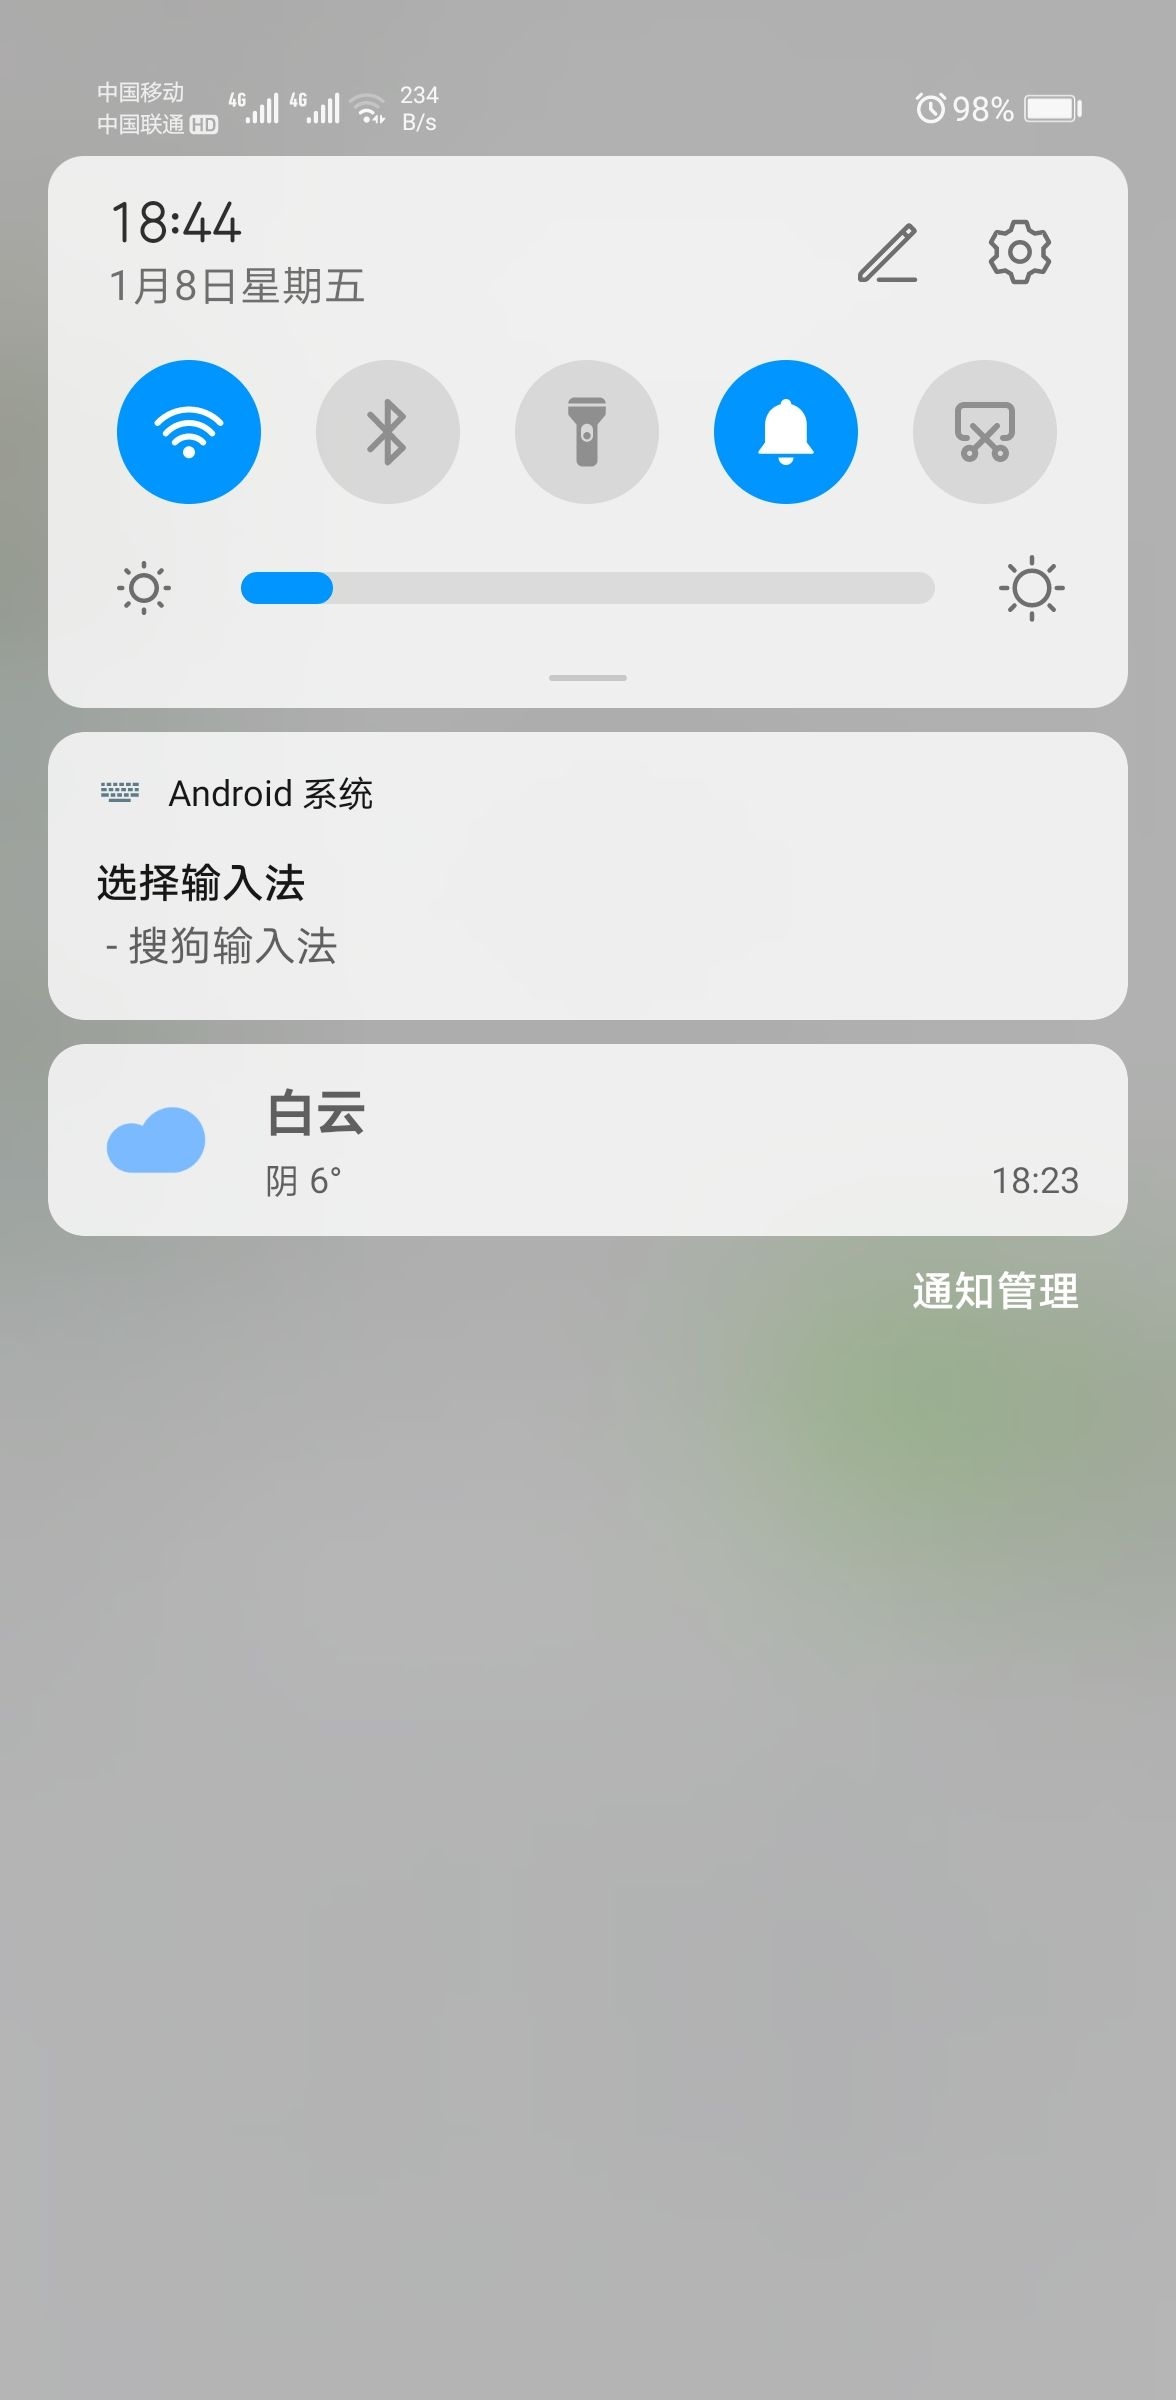 中国移动
中国联通 HD
4G 4G
234
B/s
98%
18:44
1月8日星期五
Android 系统
选择输入法
- 搜狗输入法
白云
阴 6°
18:23
通知管理